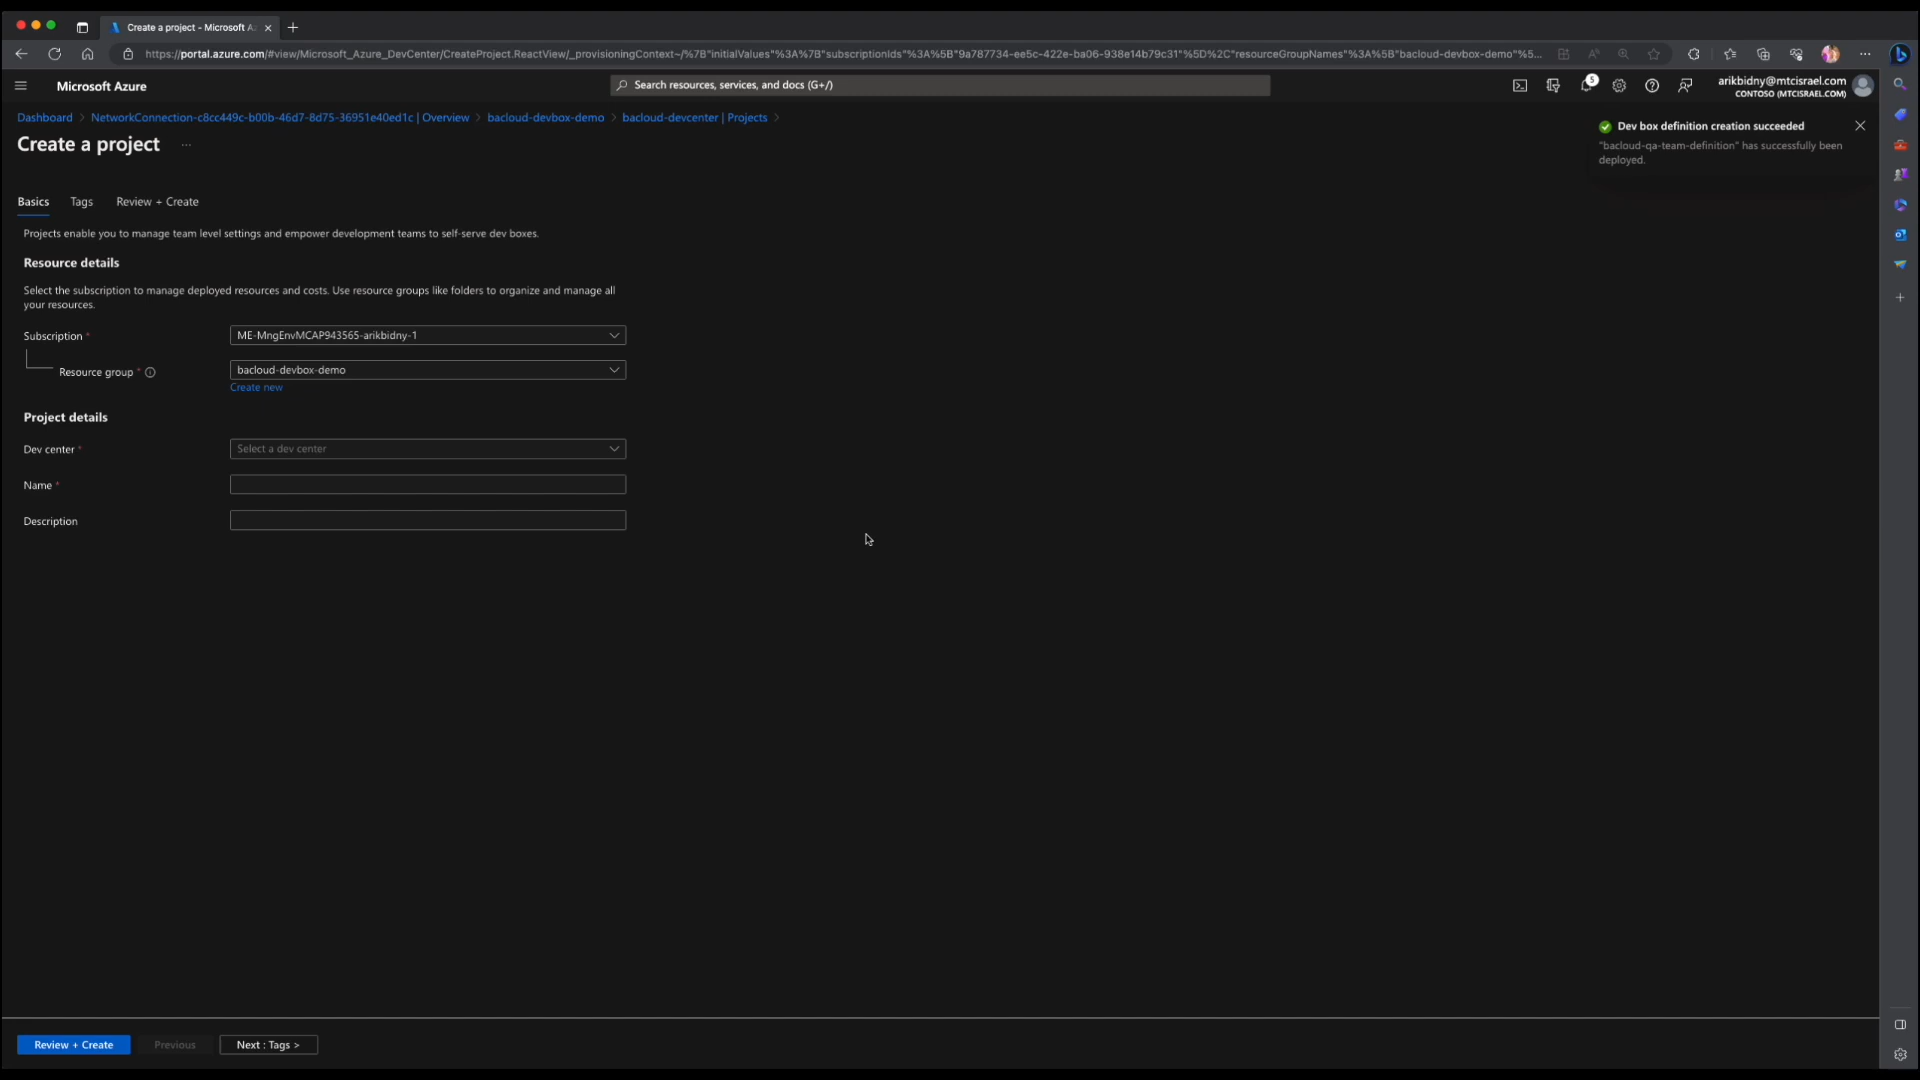 Create a project - Microsoft A
https://portal.azure.com/#view/Microsoft_Azure_DevCenter/CreateProject.ReactView/_provisioningContext~/%7B"initialValues"%3A%7B"subscriptionIds"%3A%5B"9a787734-ee5c-422e-ba06-938e14b79c31"%5D%2C"resourceGroupNames"%3A%5B"bacloud-devbox-demo"%5...
Microsoft Azure
Search resources, services, and docs (G+/)
5
arikbidny@mtcisrael.com
CONTOSO (MTCISRAEL.COM)
Dashboard > NetworkConnection-c8cc449c-b00b-46d7-8d75-36951e40ed1c | Overview > bacloud-devbox-demo > bacloud-devcenter | Projects >
Create a project ...
Dev box definition creation succeeded
"bacloud-qa-team-definition" has successfully been
deployed.
Basics Tags Review + Create
Projects enable you to manage team level settings and empower development teams to self-serve dev boxes.
Resource details
Select the subscription to manage deployed resources and costs. Use resource groups like folders to organize and manage all
your resources.
Subscription *
ME-MngEnvMCAP943565-arikbidny-1
Resource group *
bacloud-devbox-demo
Create new
Project details
Dev center *
Select a dev center
Name *
Description
Review + Create Previous Next : Tags >